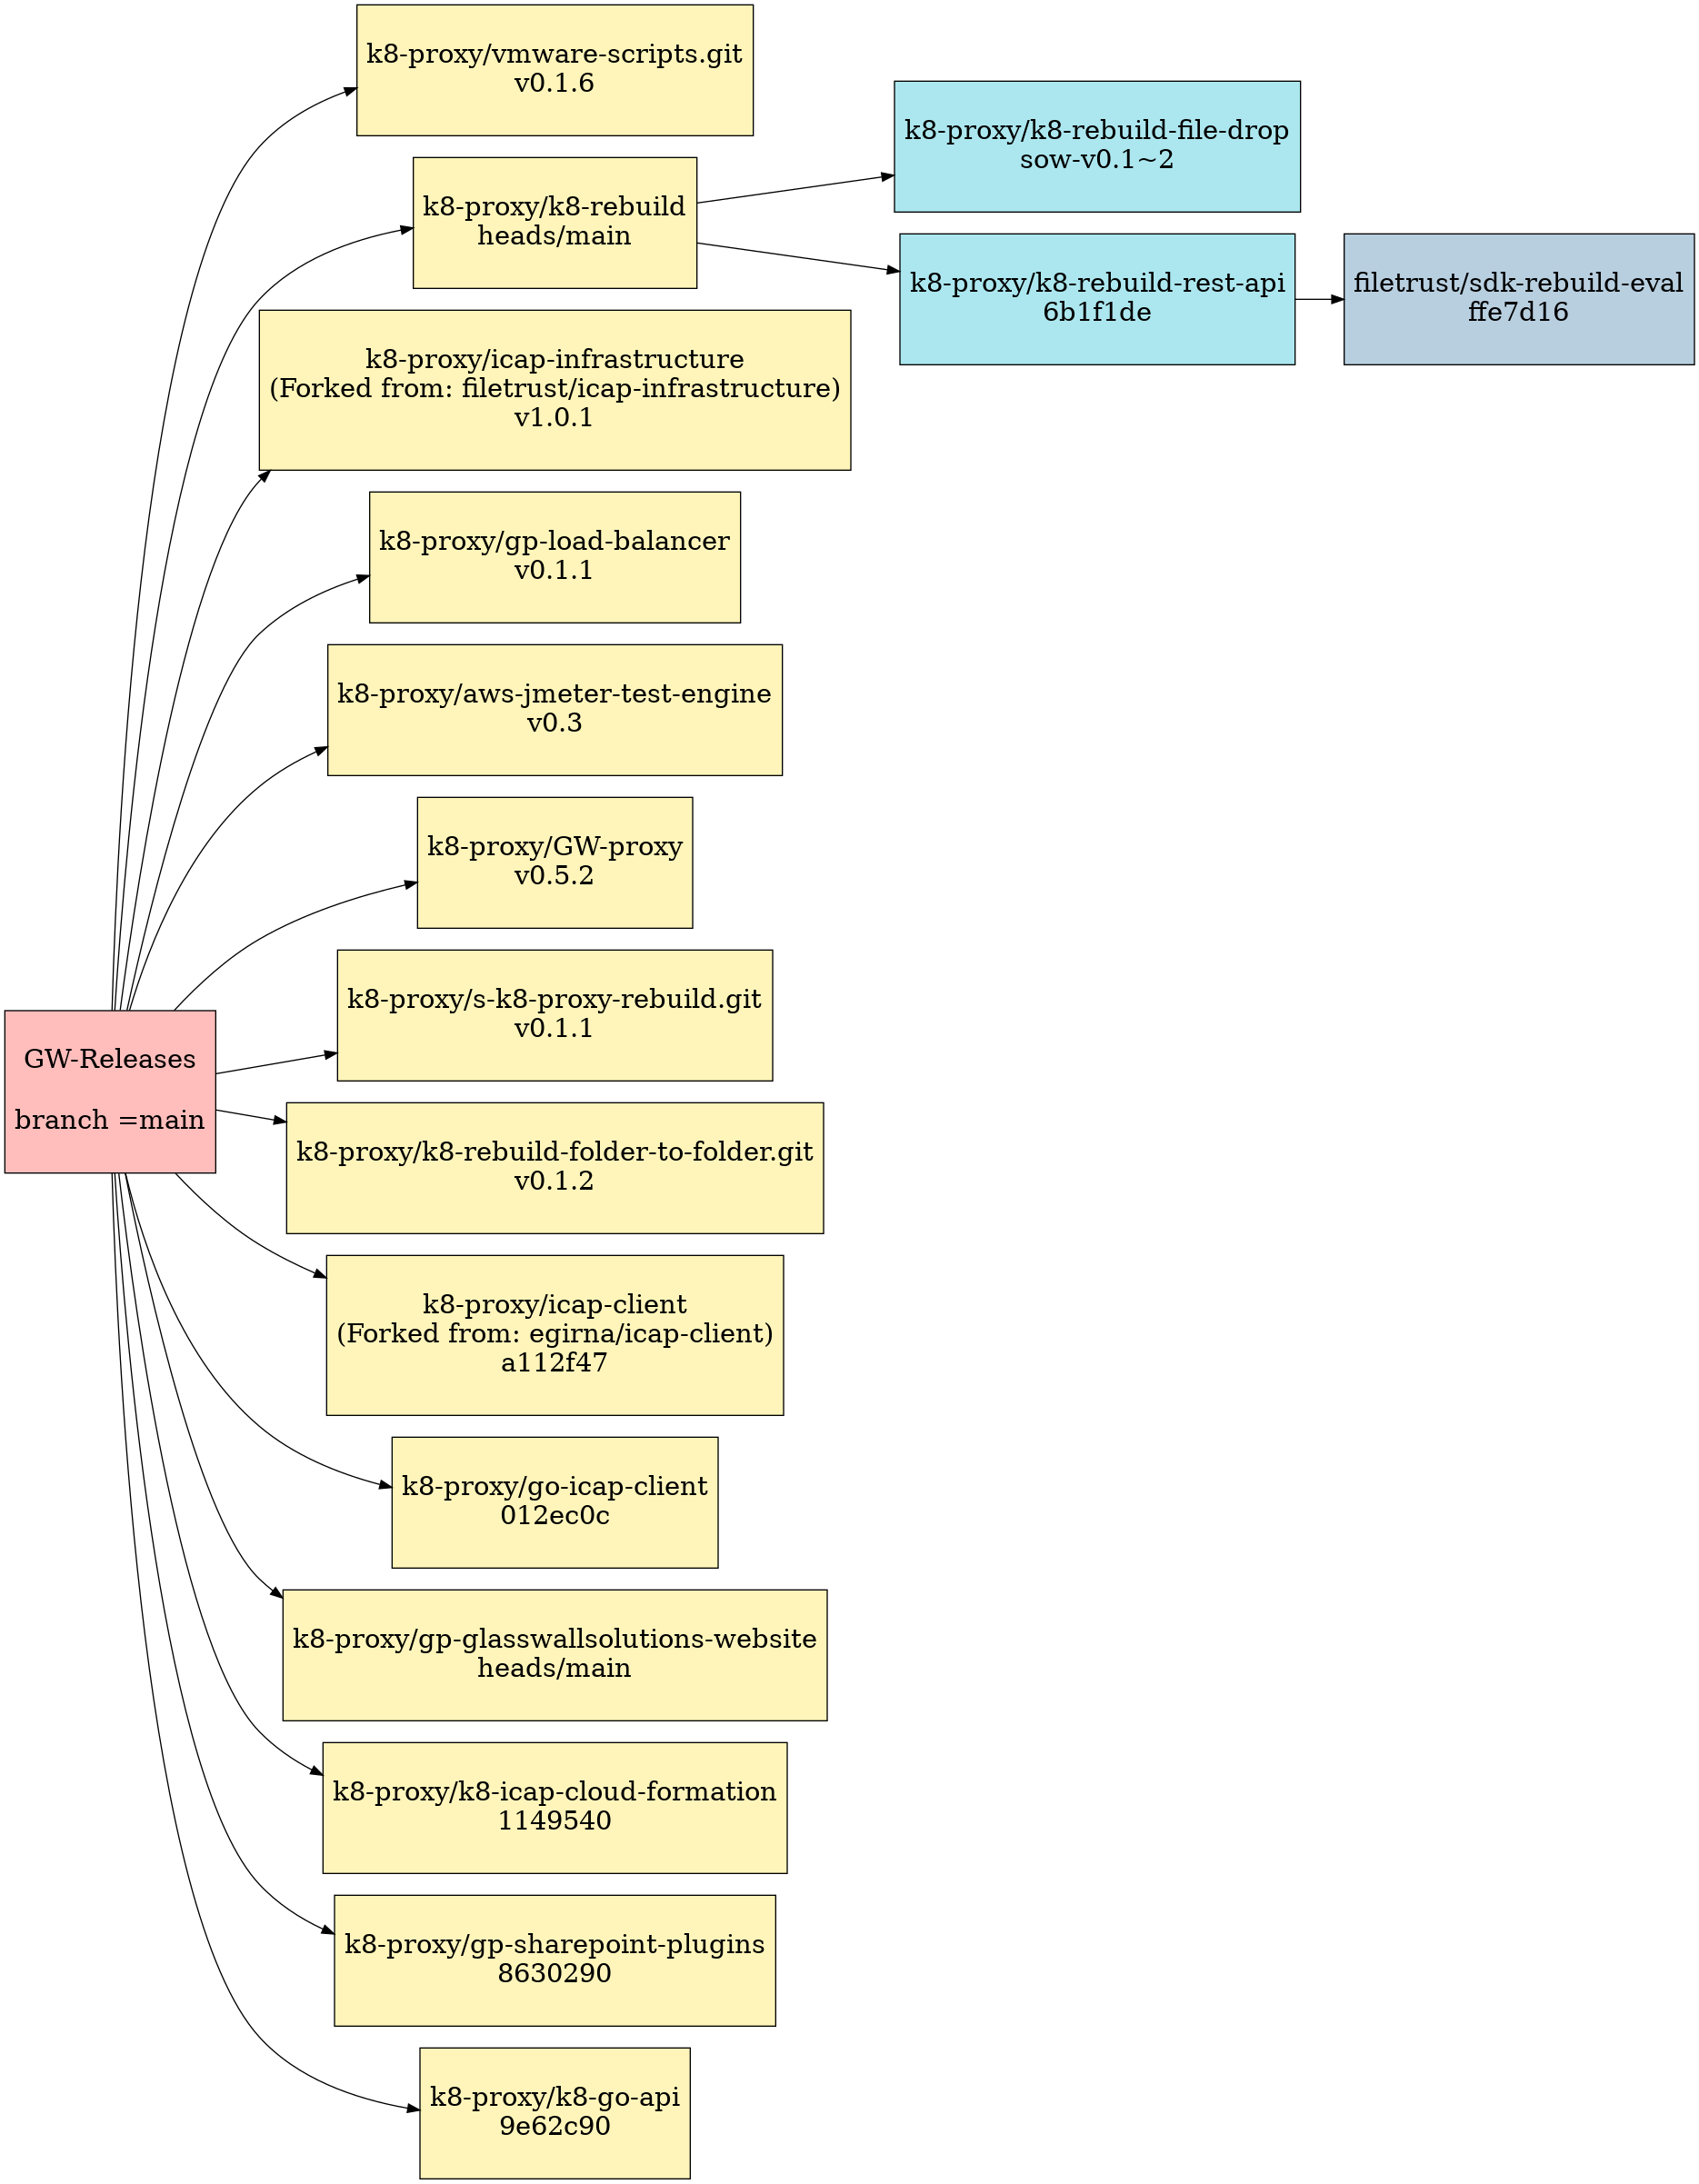 k8-proxy/vmware-scripts.git
v0.1.6
k8-proxy/k8-rebuild
heads/main
k8-proxy/k8-rebuild-file-drop
sow-v0.1~2
k8-proxy/k8-rebuild-rest-api
6b1f1de
filetrust/sdk-rebuild-eval
ffe7d16
k8-proxy/icap-infrastructure
(Forked from: filetrust/icap-infrastructure)
v1.0.1
k8-proxy/gp-load-balancer
v0.1.1
k8-proxy/aws-jmeter-test-engine
v0.3
k8-proxy/GW-proxy
v0.5.2
k8-proxy/s-k8-proxy-rebuild.git
v0.1.1
GW-Releases
branch =main
k8-proxy/k8-rebuild-folder-to-folder.git
v0.1.2
k8-proxy/icap-client
(Forked from: egirna/icap-client)
a112f47
k8-proxy/go-icap-client
012ec0c
k8-proxy/gp-glasswallsolutions-website
heads/main
k8-proxy/k8-icap-cloud-formation
1149540
k8-proxy/gp-sharepoint-plugins
8630290
k8-proxy/k8-go-api
9e62c90